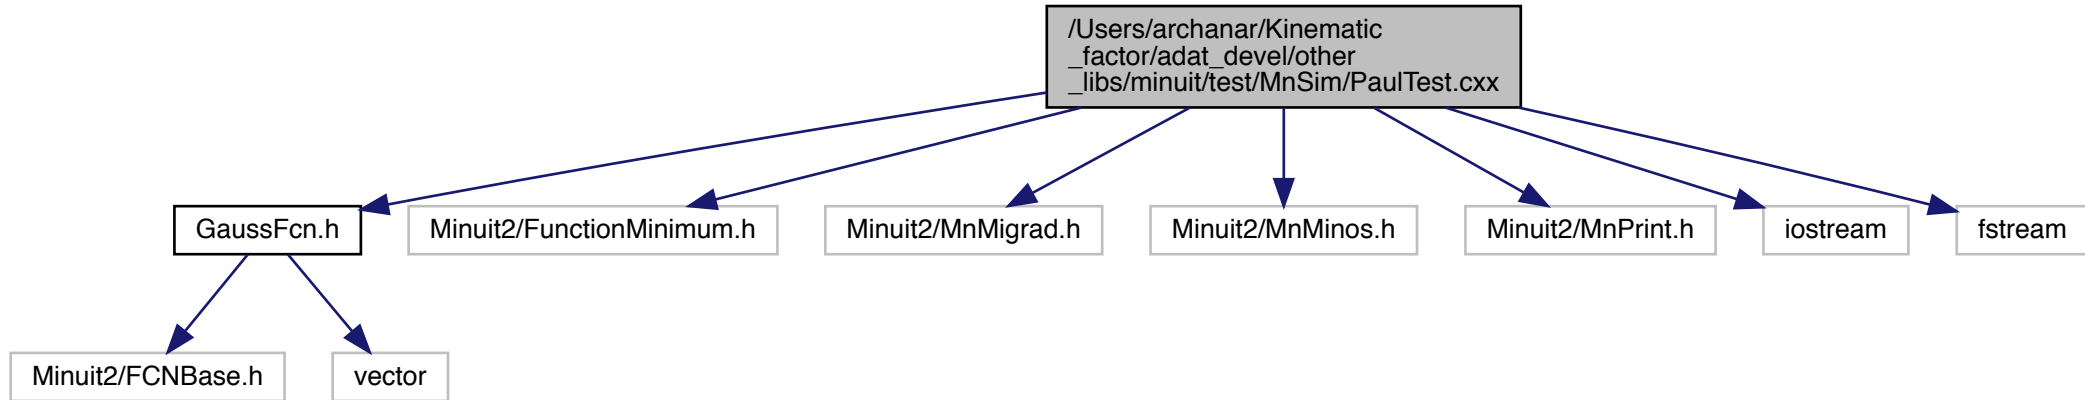 /Users/archanar/Kinematic
_factor/adat_devel/other
_libs/minuit/test/MnSim/PaulTest.cxx
GaussFcn.h
Minuit2/FunctionMinimum.h
Minuit2/MnMigrad.h
Minuit2/MnMinos.h
Minuit2/MnPrint.h
iostream
fstream
Minuit2/FCNBase.h
vector